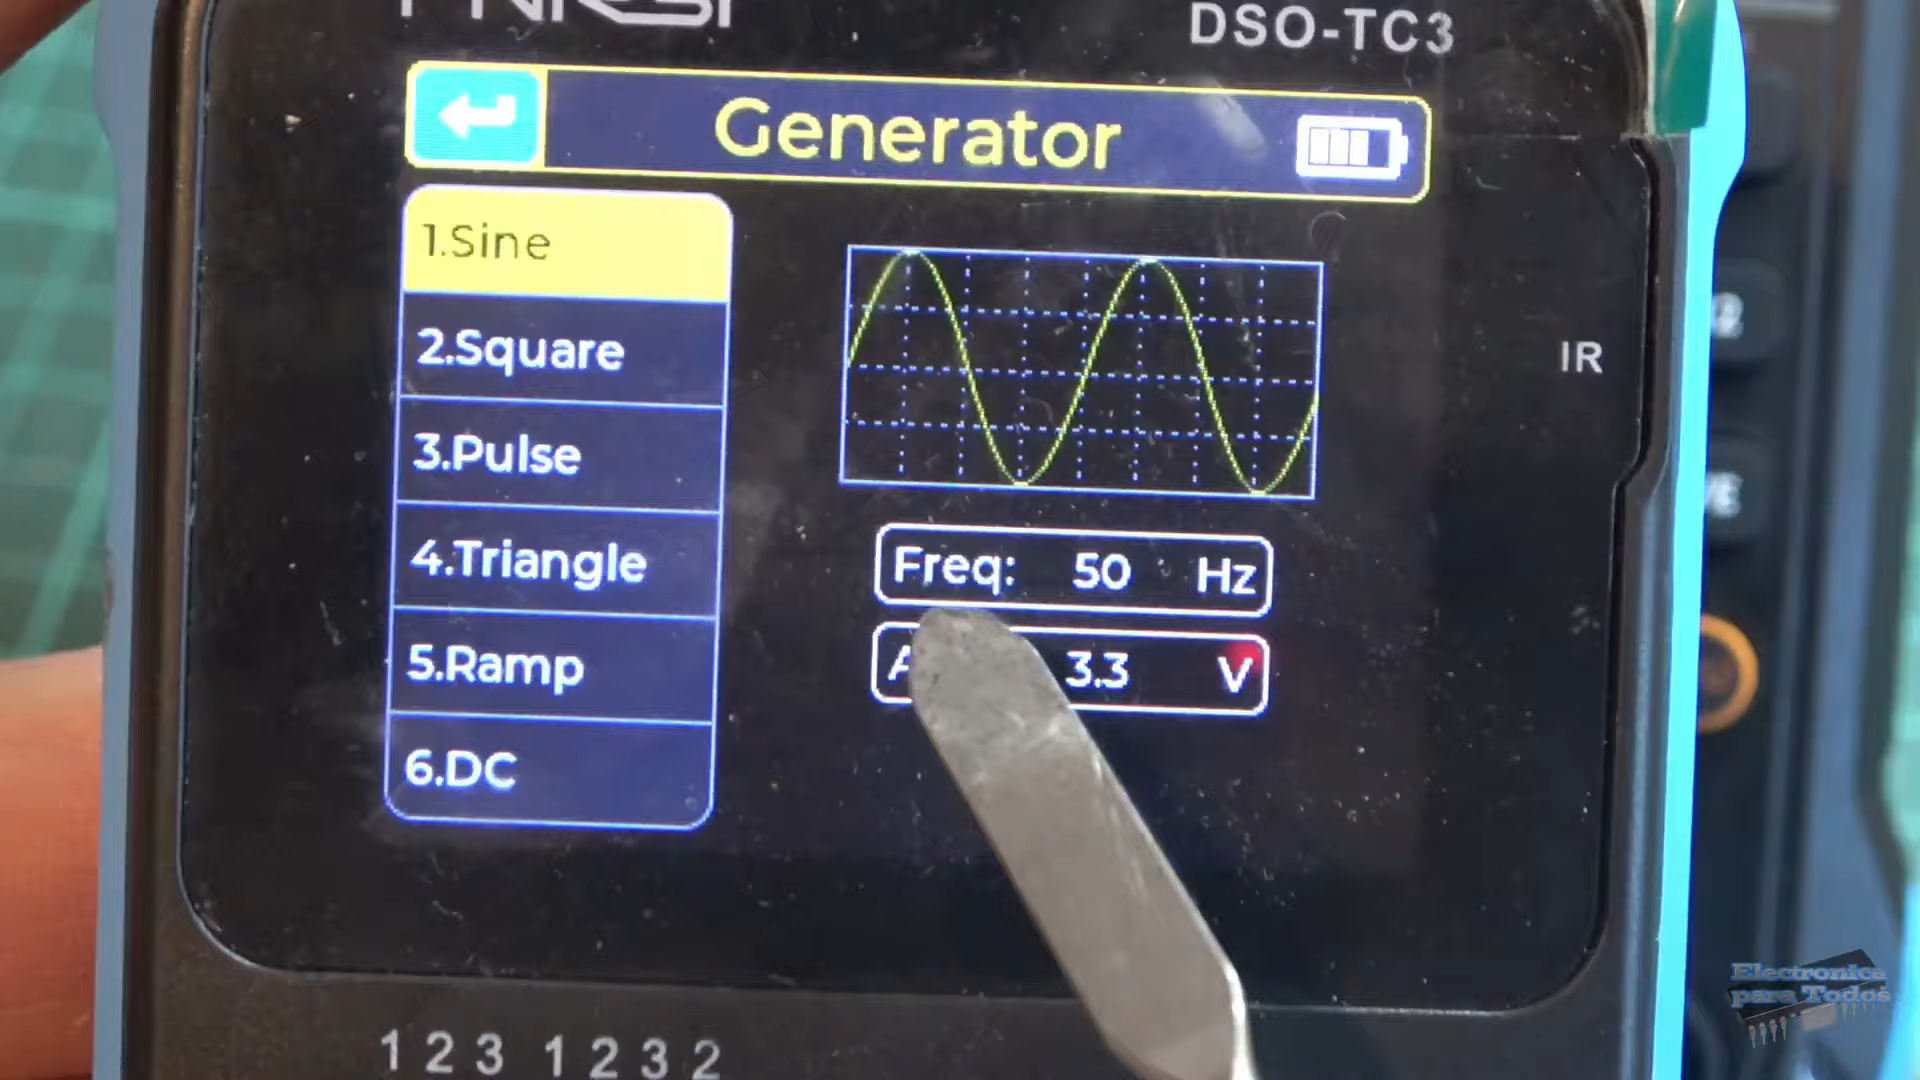 DSO-TC3
Generator
1.Sine
2.Square
3.Pulse
4.Triangle
5.Ramp
6.DC
Freq: 50 Hz
3.3 V
IR
1 2 3 1 2 3 2
Electronica
para Todos